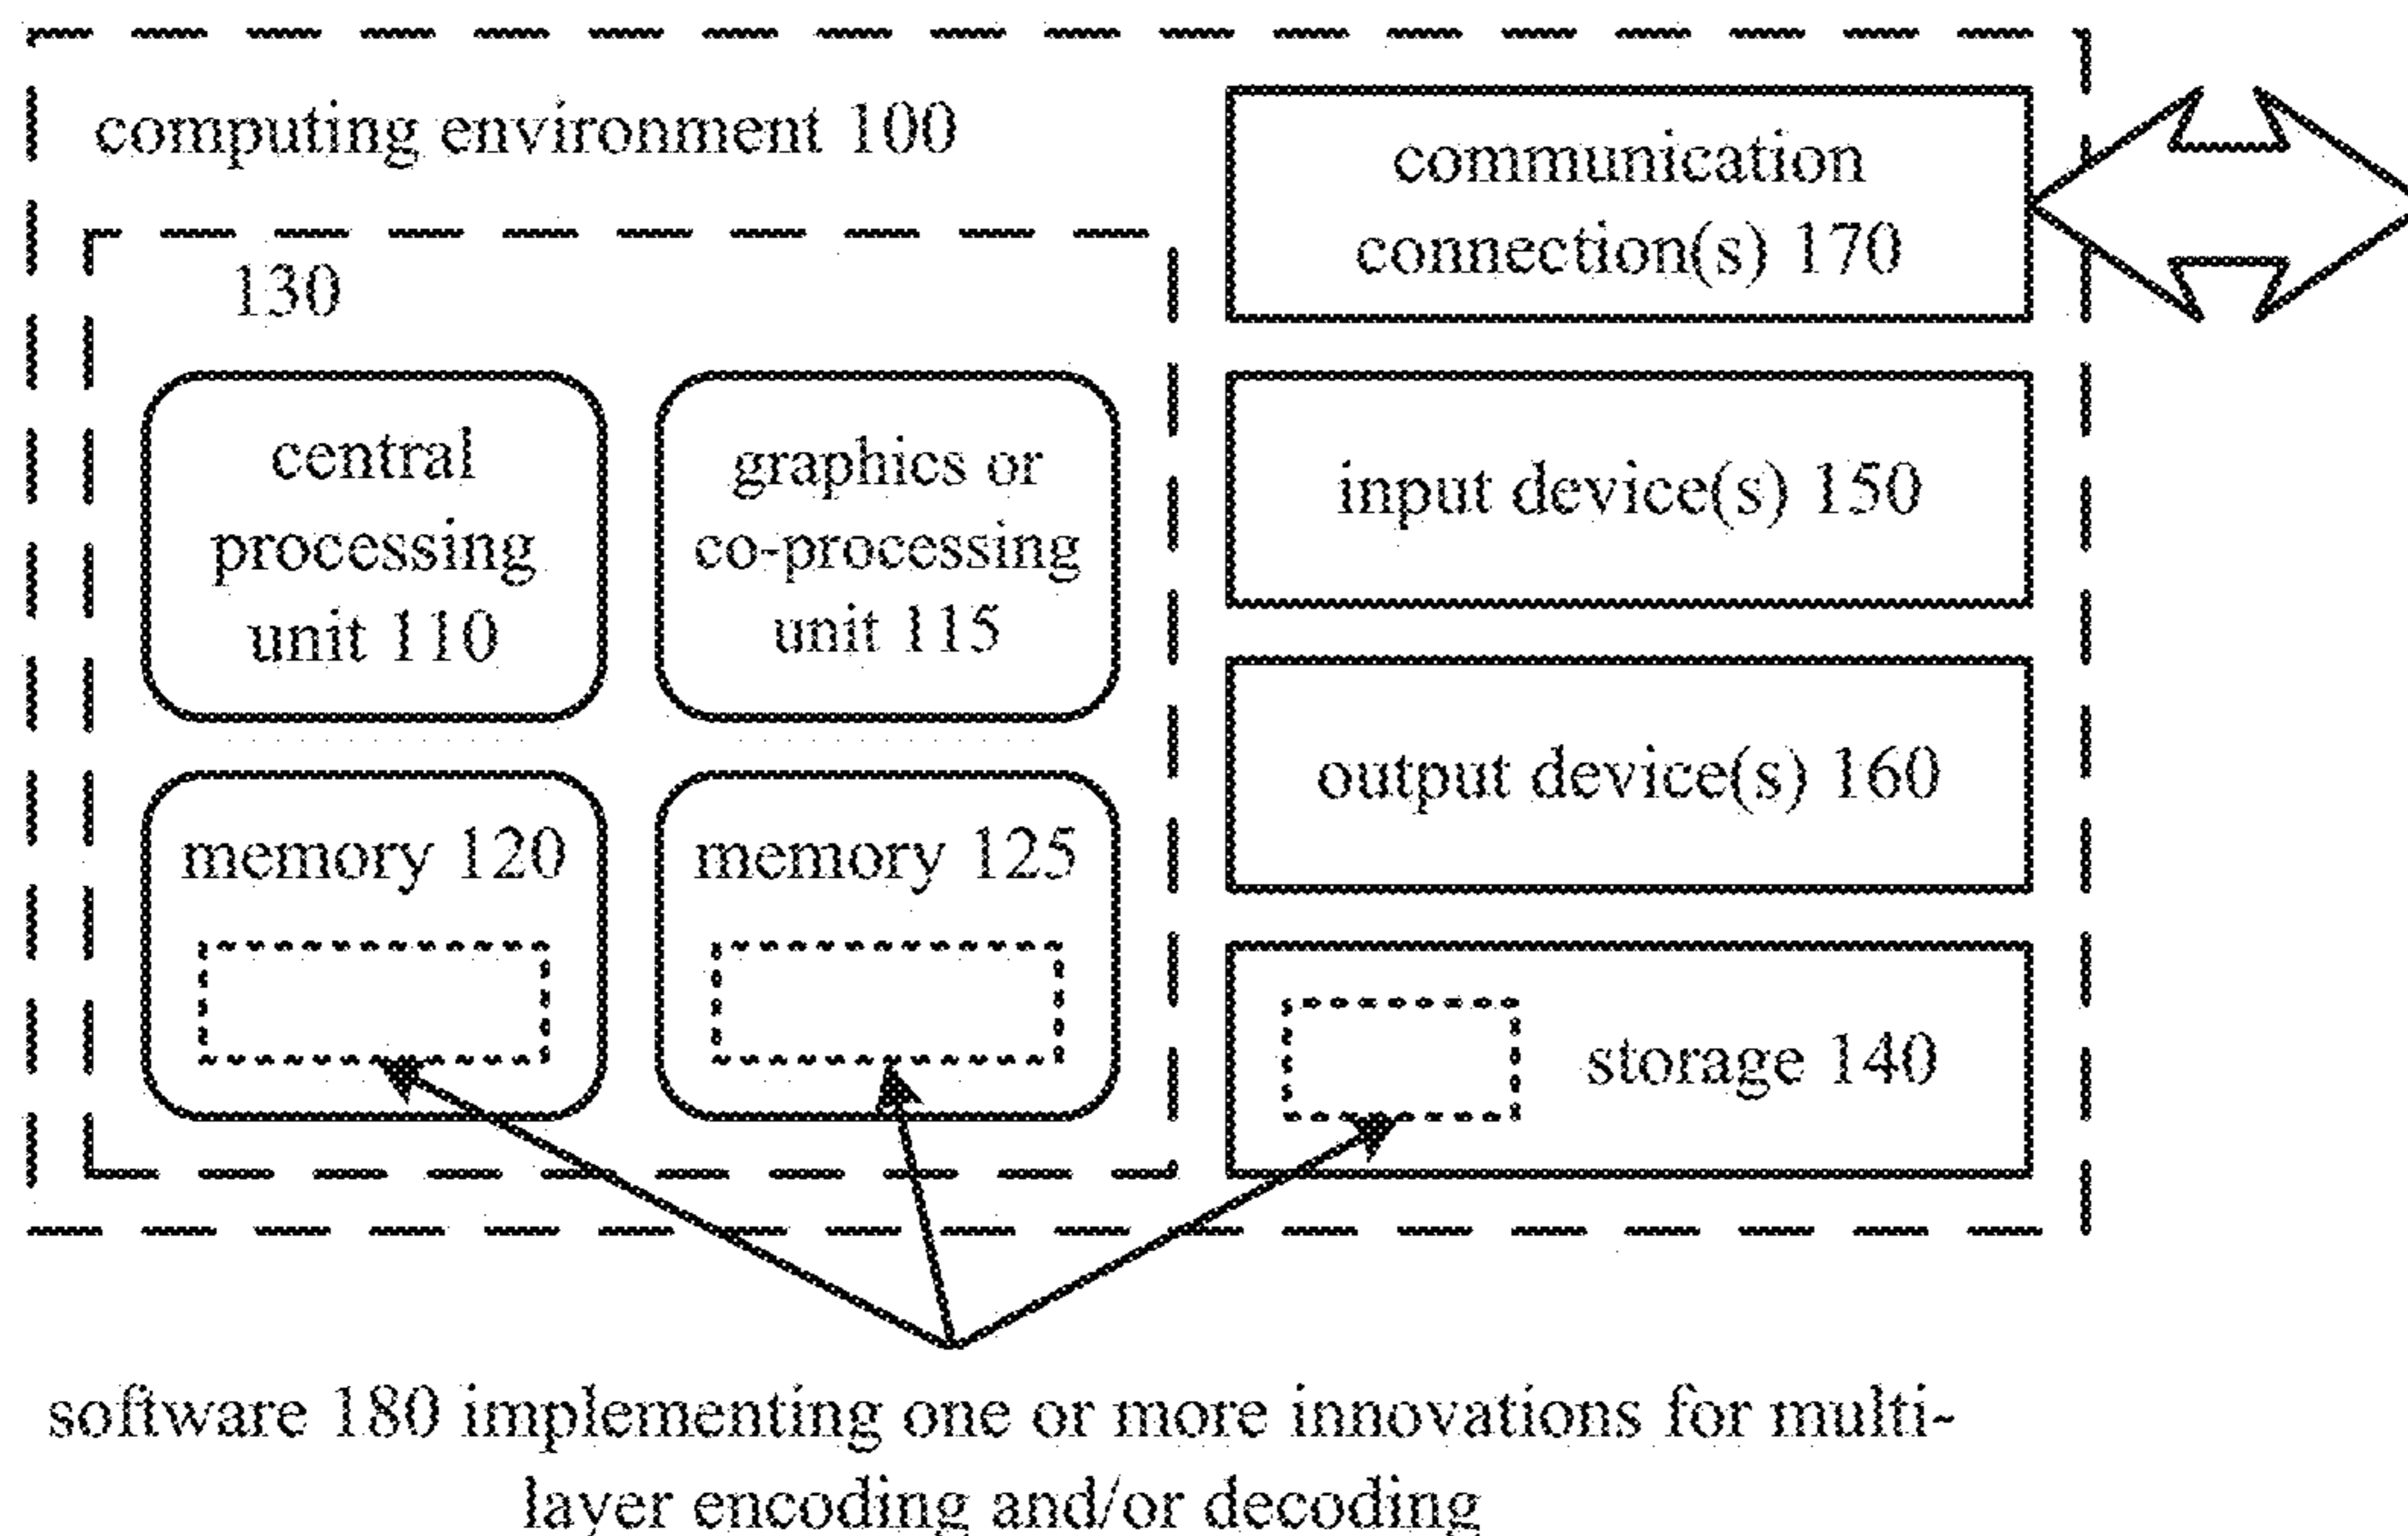 computing environment 100
130
central
processing
unit 110
graphics or
co-processing
unit 115
memory 120
memory 125
communication
connection(s) 170
input device(s) 150
output device(s) 160
storage 140
software 180 implementing one or more innovations for multi-
layer encoding and/or decoding